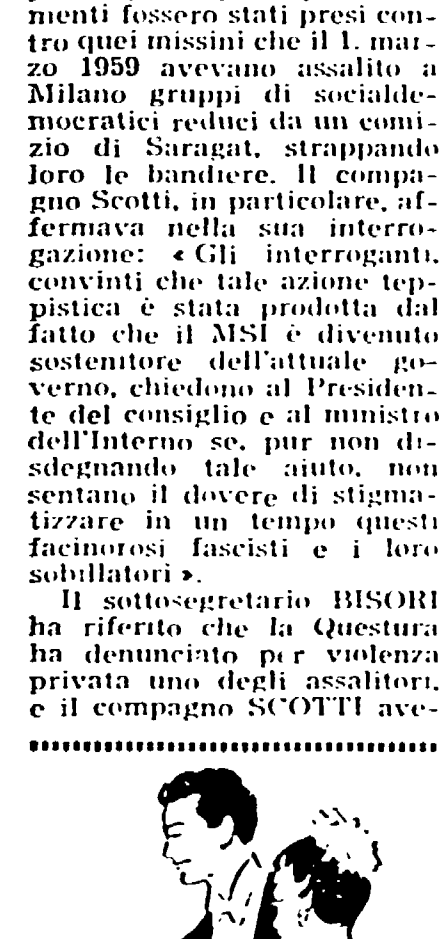 menti fossero stati presi con-
tro quei missini che il 1. mar-
zo 1959 avevano assalito a
Milano gruppi di socialde-
mocratici reduci da un comi-
zio di Saragat, strappando
loro le bandiere. Il compa-
gno Scotti, in particolare, af-
fermava nella sua interro-
gazione: « Gli interroganti,
convinti che tale azione tep-
pistica è stata prodotta dal
fatto che il MSI è divenuto
sostenitore dell'attuale go-
verno, chiedono al Presiden-
te del consiglio e al ministro
dell'Interno se, pur non di-
sdegnando tale aiuto, non
sentano il dovere di stigma-
tizzare in un tempo questi
facinorosi fascisti e i loro
sobillatori ».
Il sottosegretario BISORI
ha riferito che la Questura
ha denunciato per violenza
privata uno degli assalitori,
e il compagno SCOTTI ave-